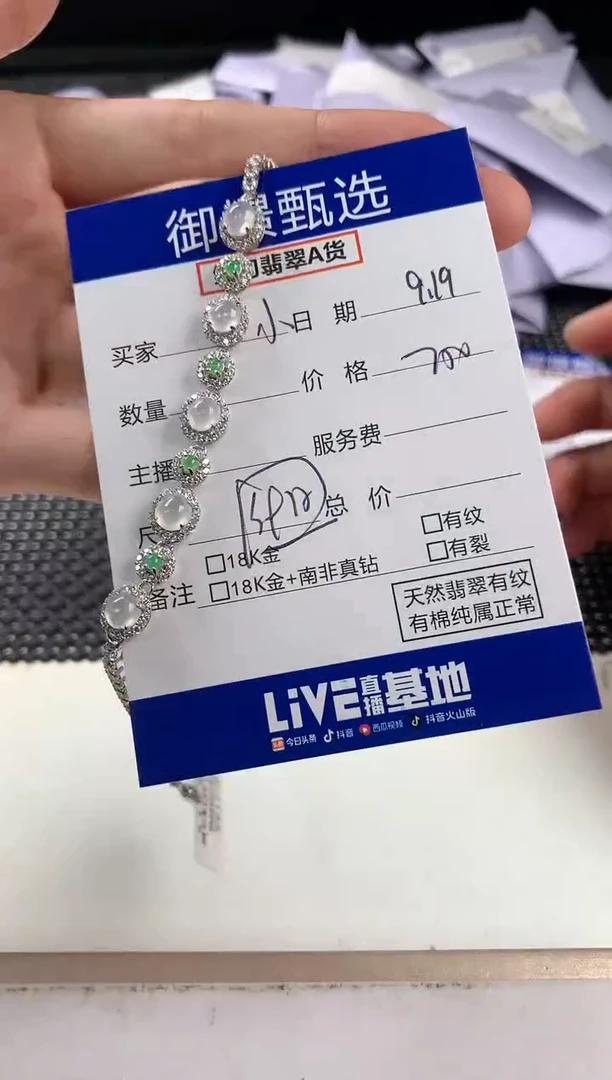 御 甄选
翡翠A货
买家 小 日 期 9.19
数量 价 格 700
主播 服务费
尺 总 价
□18K金 □有纹
备注 □18K金+南非真钻 □有裂
天然翡翠有纹
有棉纯属正常
LiVE直播基地
头条 今日头条 抖音 西瓜视频 抖音火山版